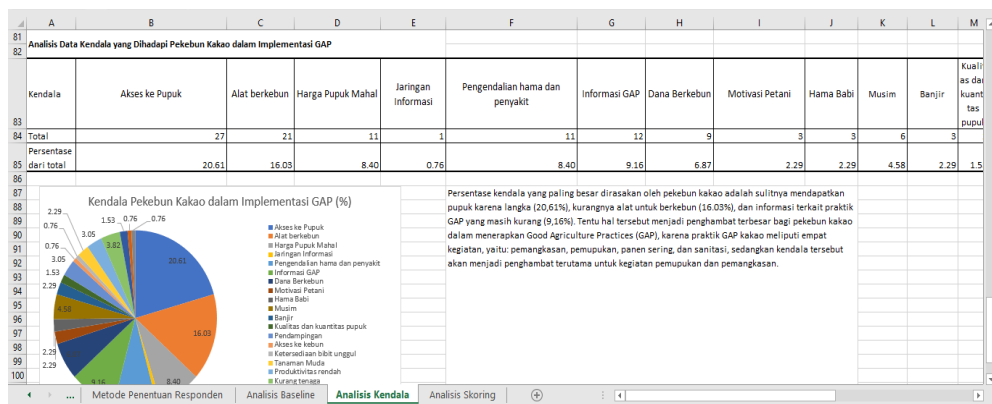 A B C D E F G H I J K L M
81
82 Analisis Data Kendala yang Dihadapi Pekebun Kakao dalam Implementasi GAP
83 Kendala Akses ke Pupuk Alat berkebun Harga Pupuk Mahal Jaringan Informasi Pengendalian hama dan penyakit Informasi GAP Dana Berkebun Motivasi Petani Hama Babi Musim Banjir
84 Total 27 21 11 1 11 12 9 3 3 6 3
85 Persentase dari total 20.61 16.03 8.40 0.76 8.40 9.16 6.87 2.29 2.29 4.58 2.29 1.5
86
87 Persentase kendala yang paling besar dirasakan oleh pekebun kakao adalah sulitnya mendapatkan
88 pupuk karena langka (20,61%), kurangnya alat untuk berkebun (16.03%), dan informasi terkait praktik
89 GAP yang masih kurang (9,16%). Tentu hal tersebut menjadi penghambat terbesar bagi pekebun kakao
90 dalam menerapkan Good Agriculture Practices (GAP), karena praktik GAP kakao meliputi empat
91 kegiatan, yaitu: pemangkasan, pemupukan, panen sering, dan sanitasi, sedangkan kendala tersebut
92 akan menjadi penghambat terutama untuk kegiatan pemupukan dan pemangkasan.
93
94
95
96
97
98
99
100
Kendala Pekebun Kakao dalam Implementasi GAP (%)
2.29
0.76
3.05
1.53
0.76
0.76
3.82
0.76
3.05
1.53
2.29
4.58
2.29
2.29
9.16
8.40
16.03
20.61
Akses ke Pupuk
Alat berkebun
Harga Pupuk Mahal
Jaringan Informasi
Pengendalian hama dan penyakit
Informasi GAP
Dana Berkebun
Motivasi Petani
Hama Babi
Musim
Banjir
Kualitas dan kuantitas pupuk
Pendampingan
Akses ke kebun
Ketersediaan bibit unggul
Tanaman Muda
Produktivitas rendah
Kurang tenaga
... Metode Penentuan Responden Analisis Baseline Analisis Kendala Analisis Skoring